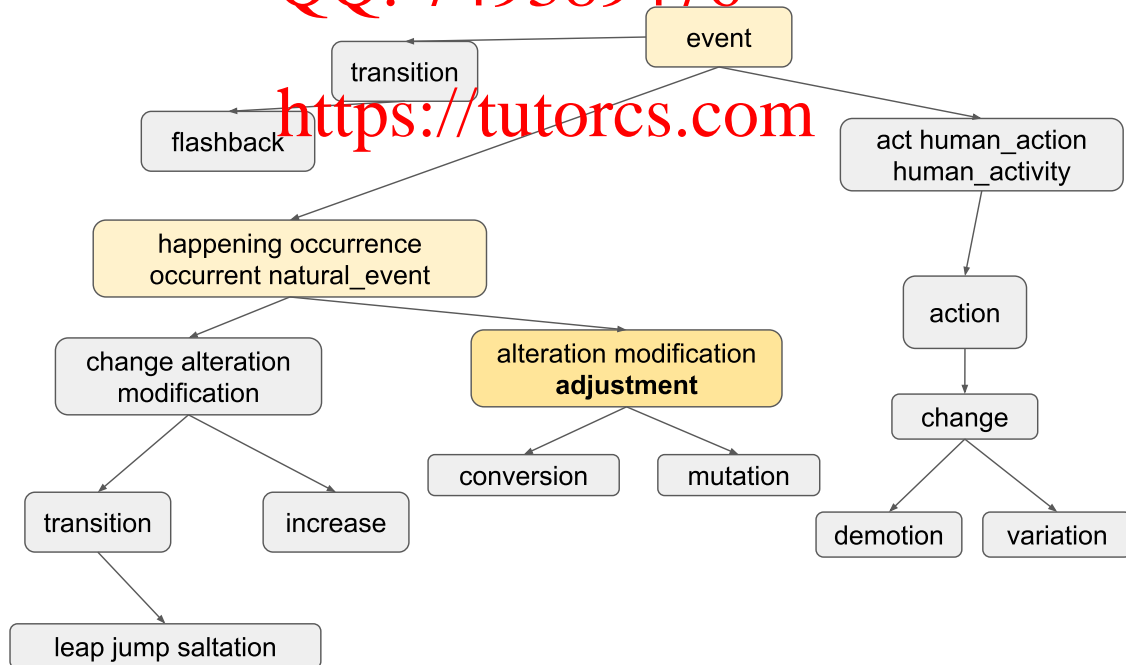 event
transition
https://tutorcs.com
flashback
act human_action
human_activity
happening occurrence
occurrent natural_event
action
change alteration
modification
alteration modification
adjustment
change
conversion
mutation
transition
increase
demotion
variation
leap jump saltation